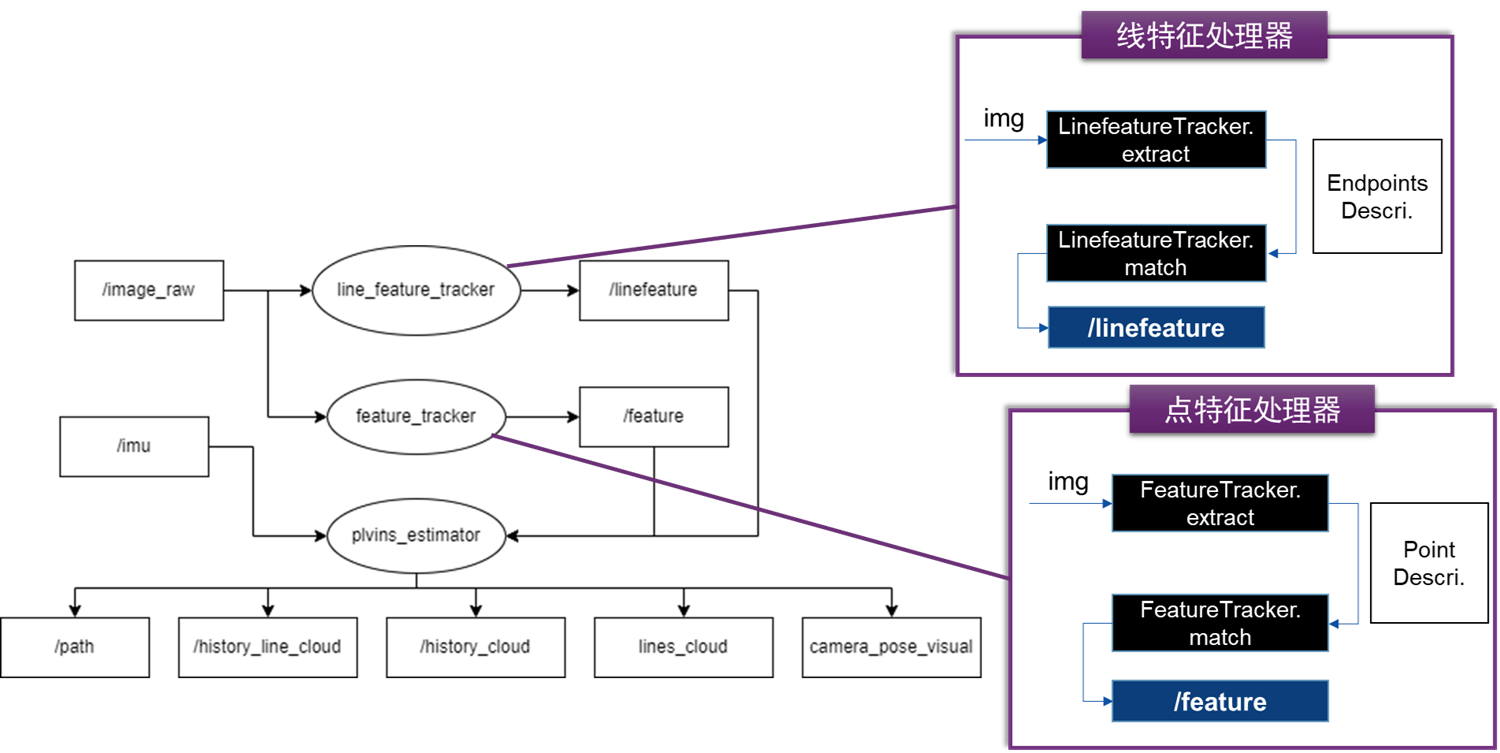 线特征处理器
img
LinefeatureTracker.
extract
Endpoints
Descri.
LinefeatureTracker.
match
/linefeature
/image_raw
line_feature_tracker
/linefeature
feature_tracker
/feature
/imu
plvins_estimator
/path
/history_line_cloud
/history_cloud
lines_cloud
camera_pose_visual
点特征处理器
img
FeatureTracker.
extract
Point
Descri.
FeatureTracker.
match
/feature